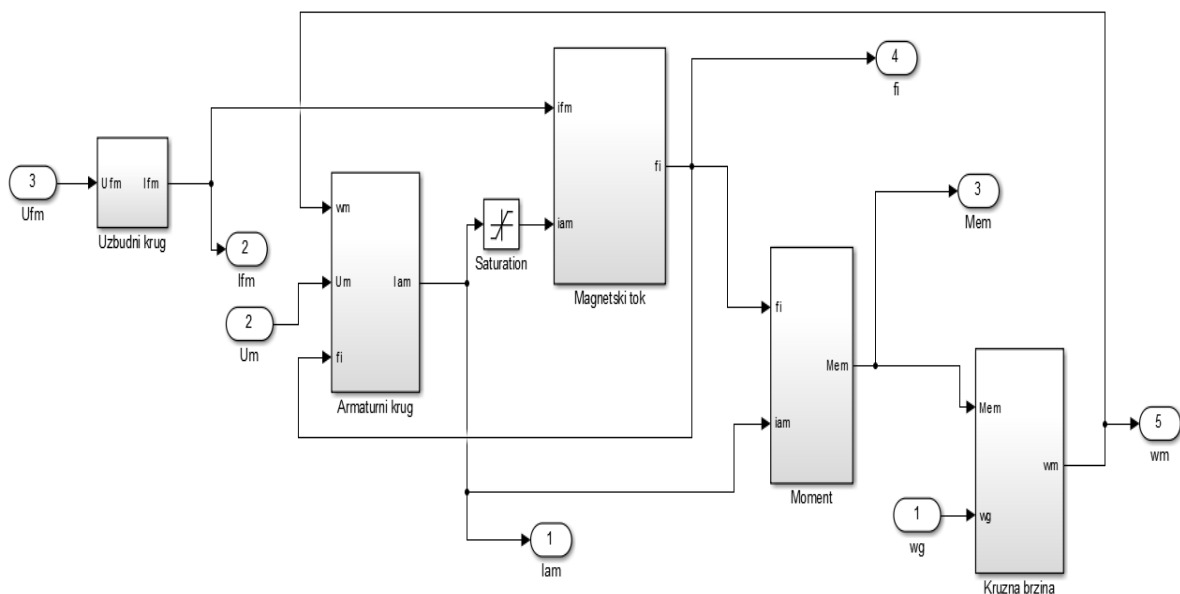 3
Ufm
Ufm
Ifm
Uzbudni krug
2
Ifm
2
Um
wm
Um
fi
Iam
Armaturni krug
Saturation
ifm
iam
fi
Magnetski tok
4
fi
3
Mem
fi
iam
Mem
Moment
1
Iam
1
wg
Mem
wg
wm
Kruzna brzina
5
wm